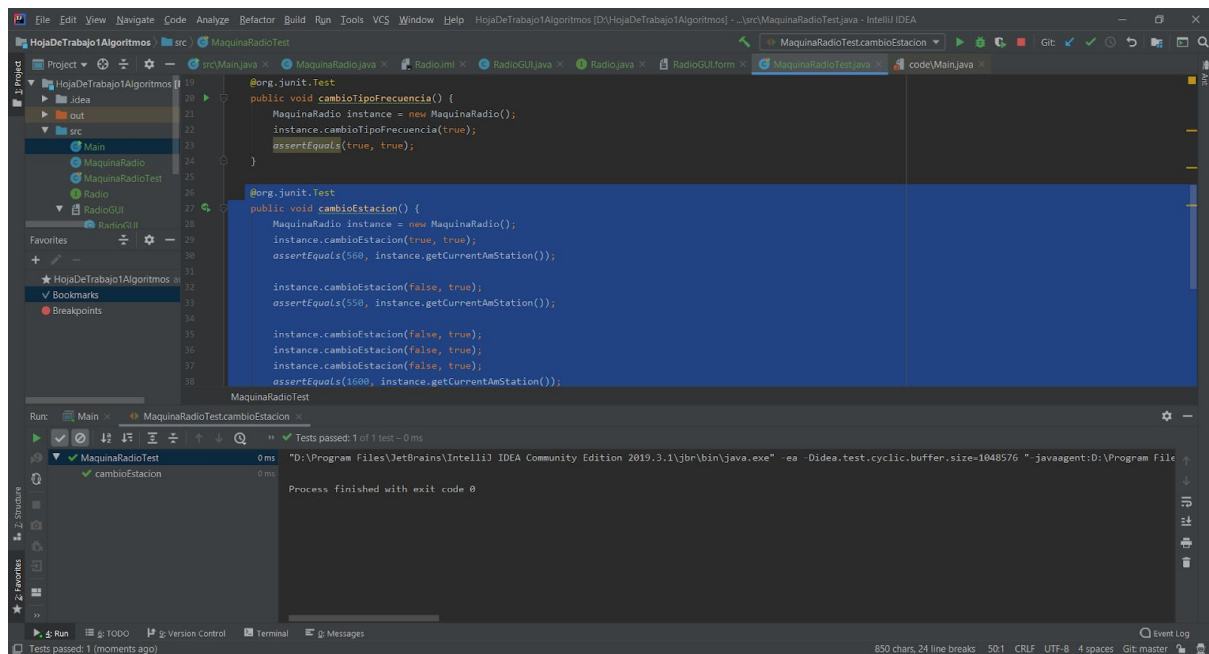 File Edit View Navigate Code Analyze Refactor Build Run Tools VCS Window Help HojaDeTrabajo1Algoritmos [D:\HojaDeTrabajo1Algoritmos] - ...\src\MaquinaRadioTest.java - IntelliJ IDEA
HojaDeTrabajo1Algoritmos src MaquinaRadioTest MaquinaRadioTest.cambioEstacion Git:
1: Project
Project src\Main.java MaquinaRadio.java Radio.iml RadioGUI.java Radio.java RadioGUI.form MaquinaRadioTest.java code\Main.java
Ant
HojaDeTrabajo1Algoritmos
.idea
out
src
Main
MaquinaRadio
MaquinaRadioTest
Radio
RadioGUI
RadioGUI
Favorites
HojaDeTrabajo1Algoritmos
Bookmarks
Breakpoints
19 @org.junit.Test
20 public void cambioTipoFrecuencia() {
21 MaquinaRadio instance = new MaquinaRadio();
22 instance.cambioTipoFrecuencia(true);
23 assertEquals(true, true);
24 }
25
26 @org.junit.Test
27 public void cambioEstacion() {
28 MaquinaRadio instance = new MaquinaRadio();
29 instance.cambioEstacion(true, true);
30 assertEquals(560, instance.getCurrentAmStation());
31
32 instance.cambioEstacion(false, true);
33 assertEquals(550, instance.getCurrentAmStation());
34
35 instance.cambioEstacion(false, true);
36 instance.cambioEstacion(false, true);
37 instance.cambioEstacion(false, true);
38 assertEquals(1600, instance.getCurrentAmStation());
MaquinaRadioTest
Run: Main MaquinaRadioTest.cambioEstacion
Tests passed: 1 of 1 test – 0 ms
MaquinaRadioTest 0 ms
cambioEstacion 0 ms
"D:\Program Files\JetBrains\IntelliJ IDEA Community Edition 2019.3.1\jbr\bin\java.exe" -ea -Didea.test.cyclic.buffer.size=1048576 "-javaagent:D:\Program File
Process finished with exit code 0
Z: Structure
2: Favorites
4: Run 6: TODO 9: Version Control Terminal 0: Messages Event Log
Tests passed: 1 (moments ago) 850 chars, 24 line breaks 50:1 CRLF UTF-8 4 spaces Git: master